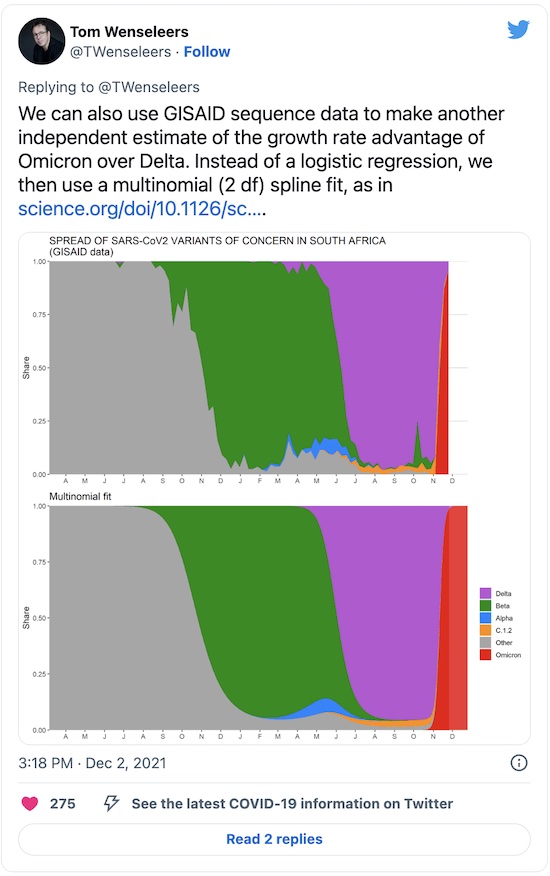 Tom Wenseleers
@TWenseleers · Follow
Replying to @TWenseleers
We can also use GISAID sequence data to make another
independent estimate of the growth rate advantage of
Omicron over Delta. Instead of a logistic regression, we
then use a multinomial (2 df) spline fit, as in
science.org/doi/10.1126/sc....
SPREAD OF SARS-CoV2 VARIANTS OF CONCERN IN SOUTH AFRICA
(GISAID data)
1.00
0.75
0.50
0.25
0.00
Share
A M J J A S O N D J F M A M J J A S O N D
Multinomial fit
1.00
0.75
0.50
0.25
0.00
Share
A M J J A S O N D J F M A M J J A S O N D
Delta
Beta
Alpha
C.1.2
Other
Omicron
3:18 PM · Dec 2, 2021
275 See the latest COVID-19 information on Twitter
Read 2 replies